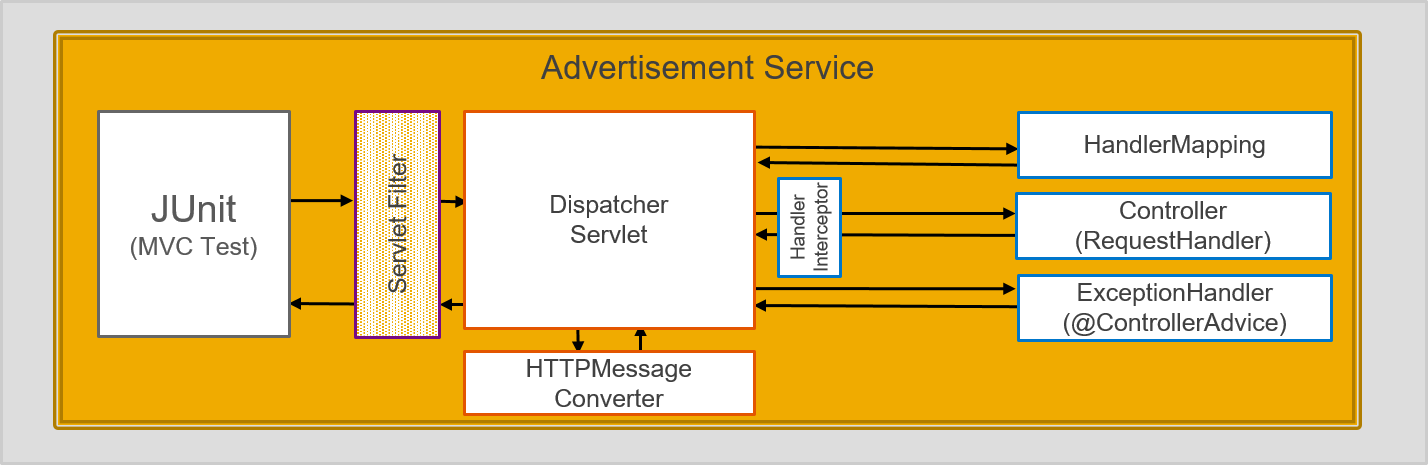 Advertisement Service
JUnit
(MVC Test)
Servlet Filter
Dispatcher
Servlet
HTTPMessage
Converter
Handler
Interceptor
HandlerMapping
Controller
(RequestHandler)
ExceptionHandler
(@ControllerAdvice)